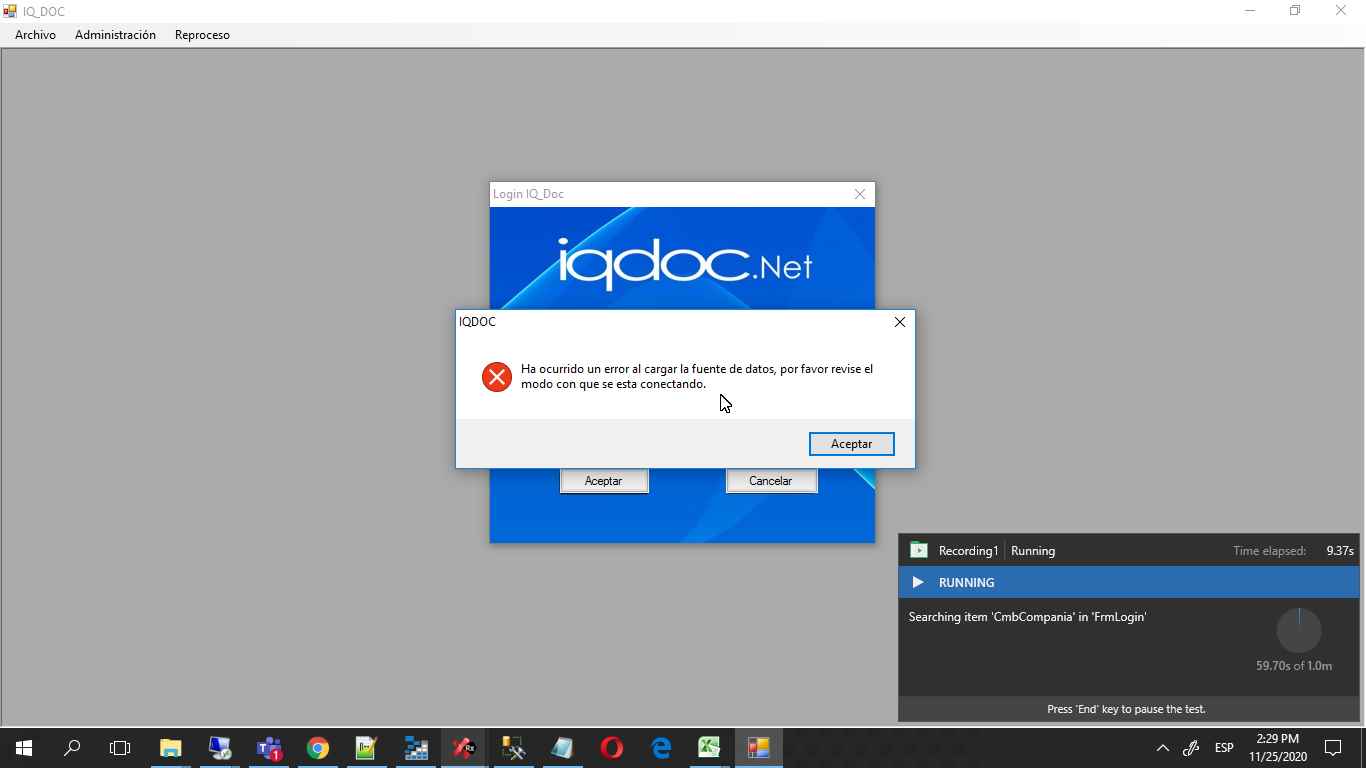 IQ_DOC
Archivo Administración Reproceso
Login IQ_Doc
iqdoc.Net
IQDOC
Ha ocurrido un error al cargar la fuente de datos, por favor revise el
modo con que se esta conectando.
Aceptar
Aceptar Cancelar
Recording1 Running Time elapsed: 9.37s
RUNNING
Searching item 'CmbCompania' in 'FrmLogin'
59.70s of 1.0m
Press 'End' key to pause the test.
1
Rx
ESP
2:29 PM
11/25/2020